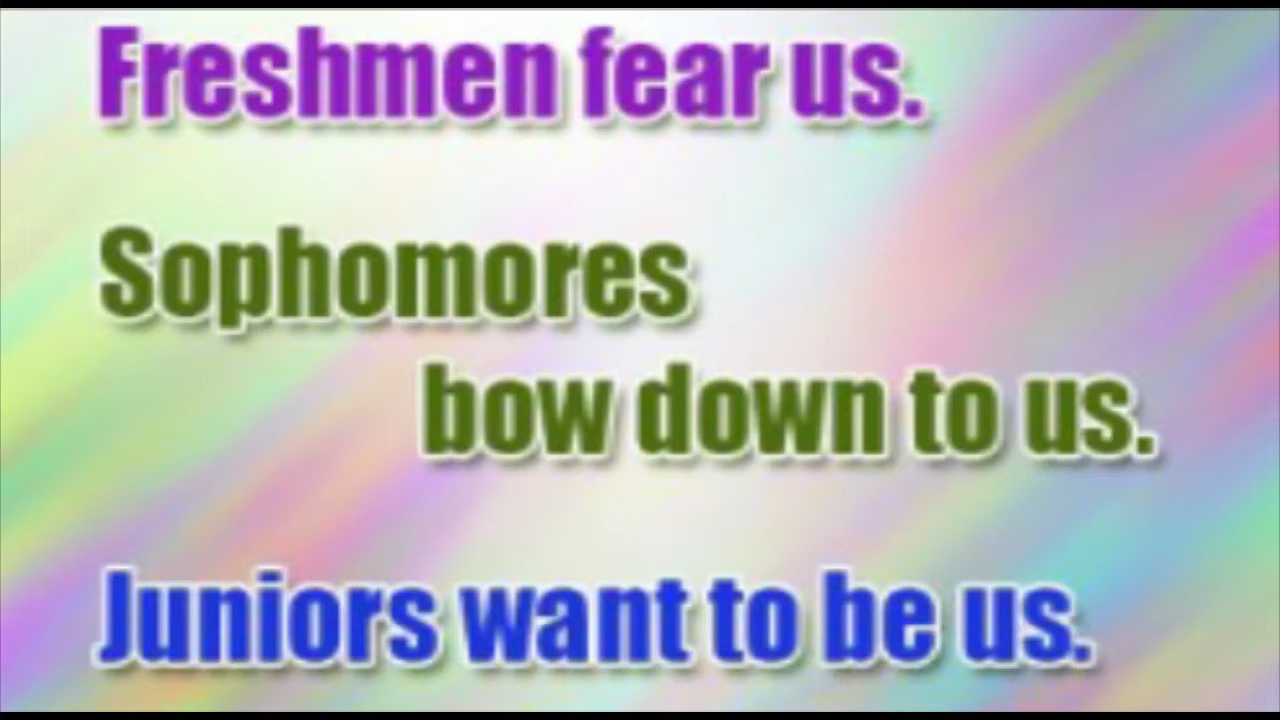 Freshmen fear us.
Sophomores
bow down to us.
Juniors want to be us.